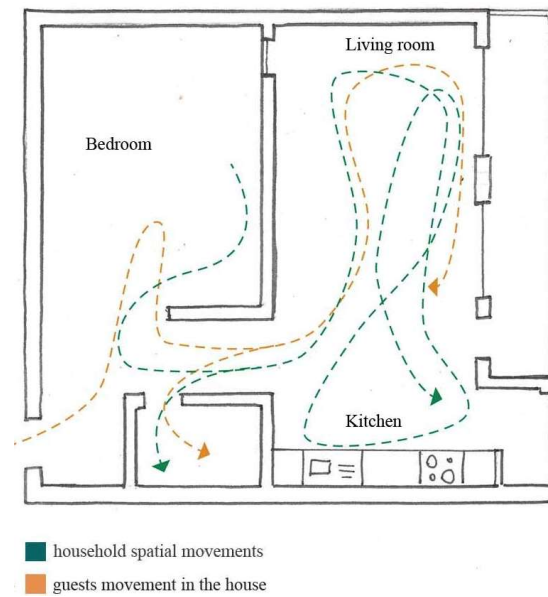 Living room
Bedroom
Kitchen
household spatial movements
guests movement in the house